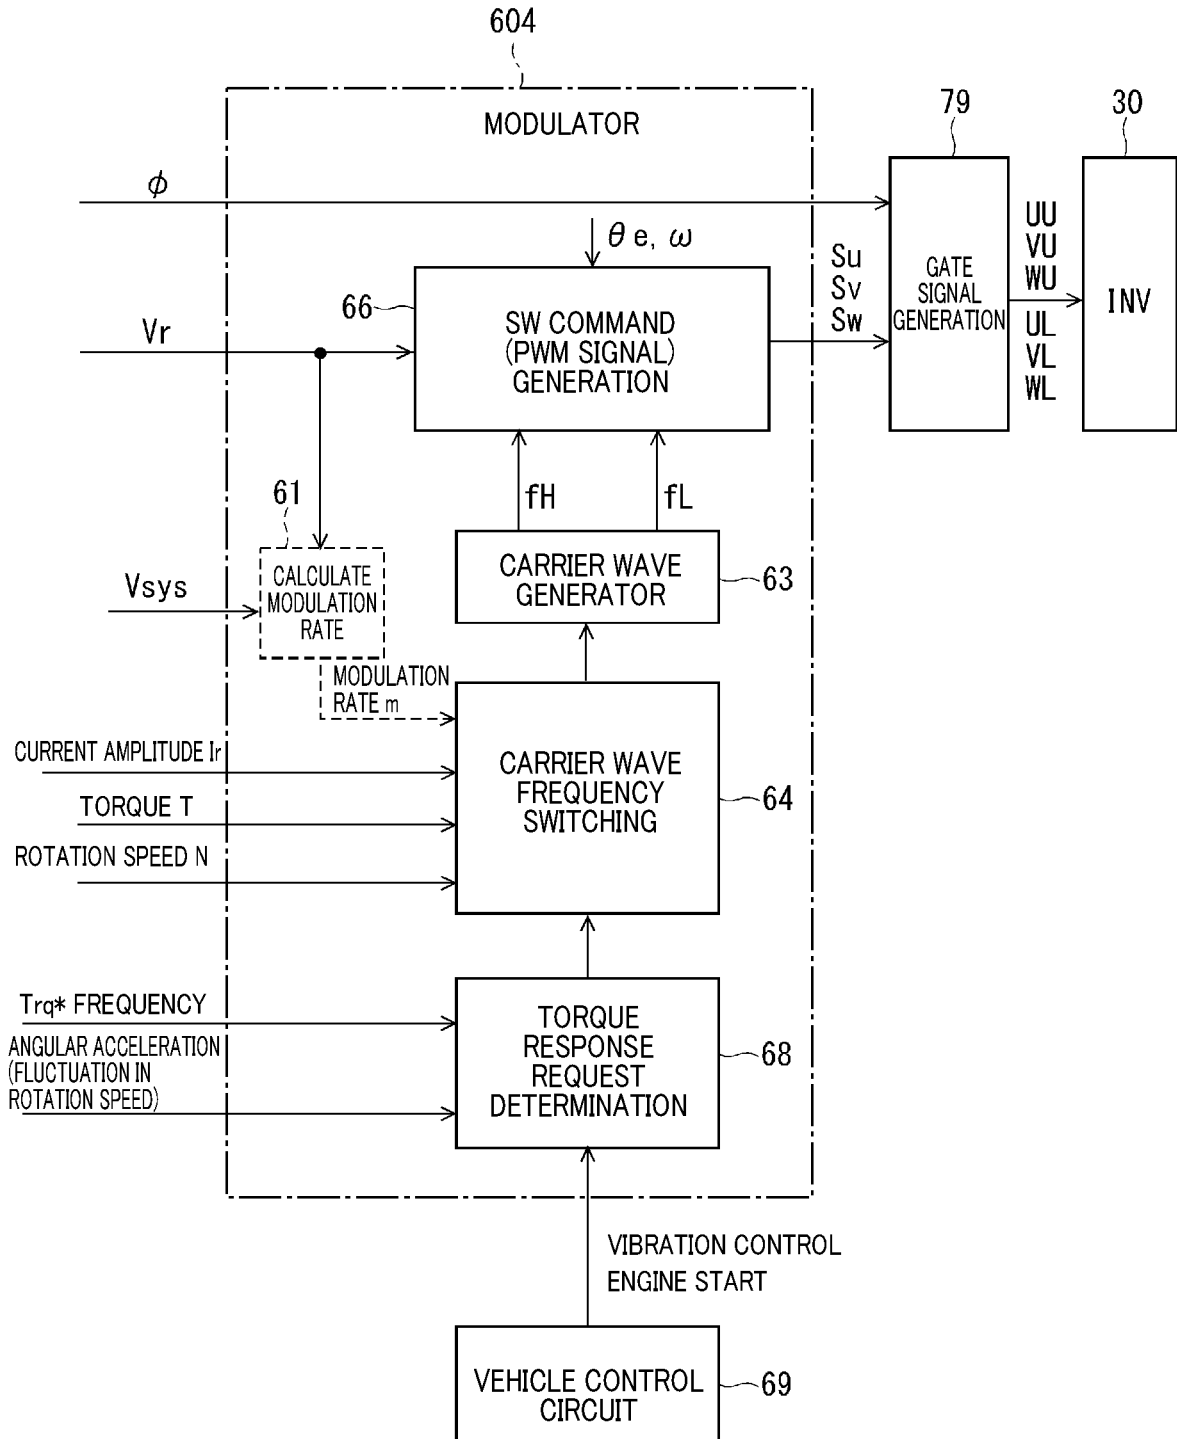 604
MODULATOR
79
30
φ
θe, ω
Su
Sv
Sw
GATE
SIGNAL
GENERATION
UU
VU
WU
UL
VL
WL
INV
66
Vr
SW COMMAND
(PWM SIGNAL)
GENERATION
fH
fL
61
CALCULATE
MODULATION
RATE
Vsys
CARRIER WAVE
GENERATOR
63
MODULATION
RATE m
CURRENT AMPLITUDE Ir
TORQUE T
ROTATION SPEED N
CARRIER WAVE
FREQUENCY
SWITCHING
64
Trq* FREQUENCY
ANGULAR ACCELERATION
(FLUCTUATION IN
ROTATION SPEED)
TORQUE
RESPONSE
REQUEST
DETERMINATION
68
VIBRATION CONTROL
ENGINE START
VEHICLE CONTROL
CIRCUIT
69